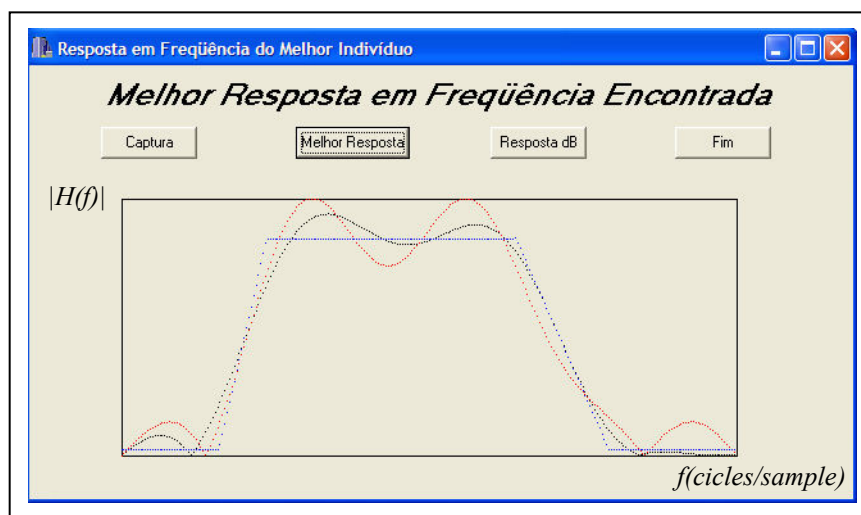 Resposta em Freqüência do Melhor Indivíduo
Melhor Resposta em Freqüência Encontrada
Captura Melhor Resposta Resposta dB Fim
|H(f)|
f(cicles/sample)